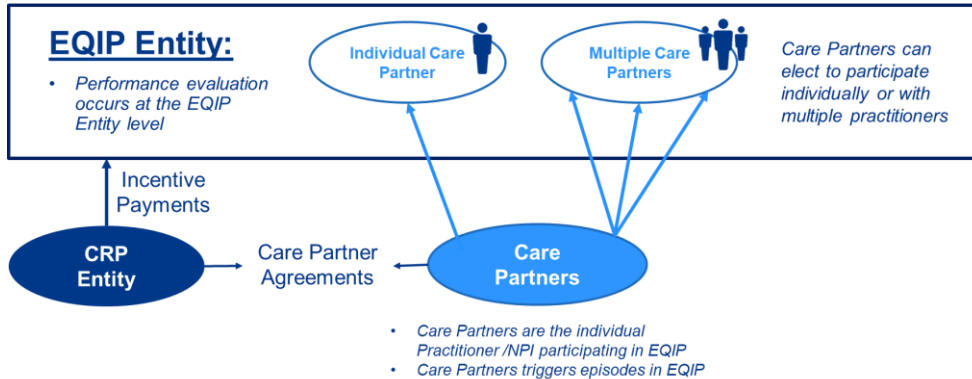 EQIP Entity:
• Performance evaluation
occurs at the EQIP
Entity level
Individual Care
Partner
Multiple Care
Partners
Care Partners can
elect to participate
individually or with
multiple practitioners
Incentive
Payments
CRP
Entity
Care Partner
Agreements
Care
Partners
• Care Partners are the individual
Practitioner /NPI participating in EQIP
• Care Partners triggers episodes in EQIP